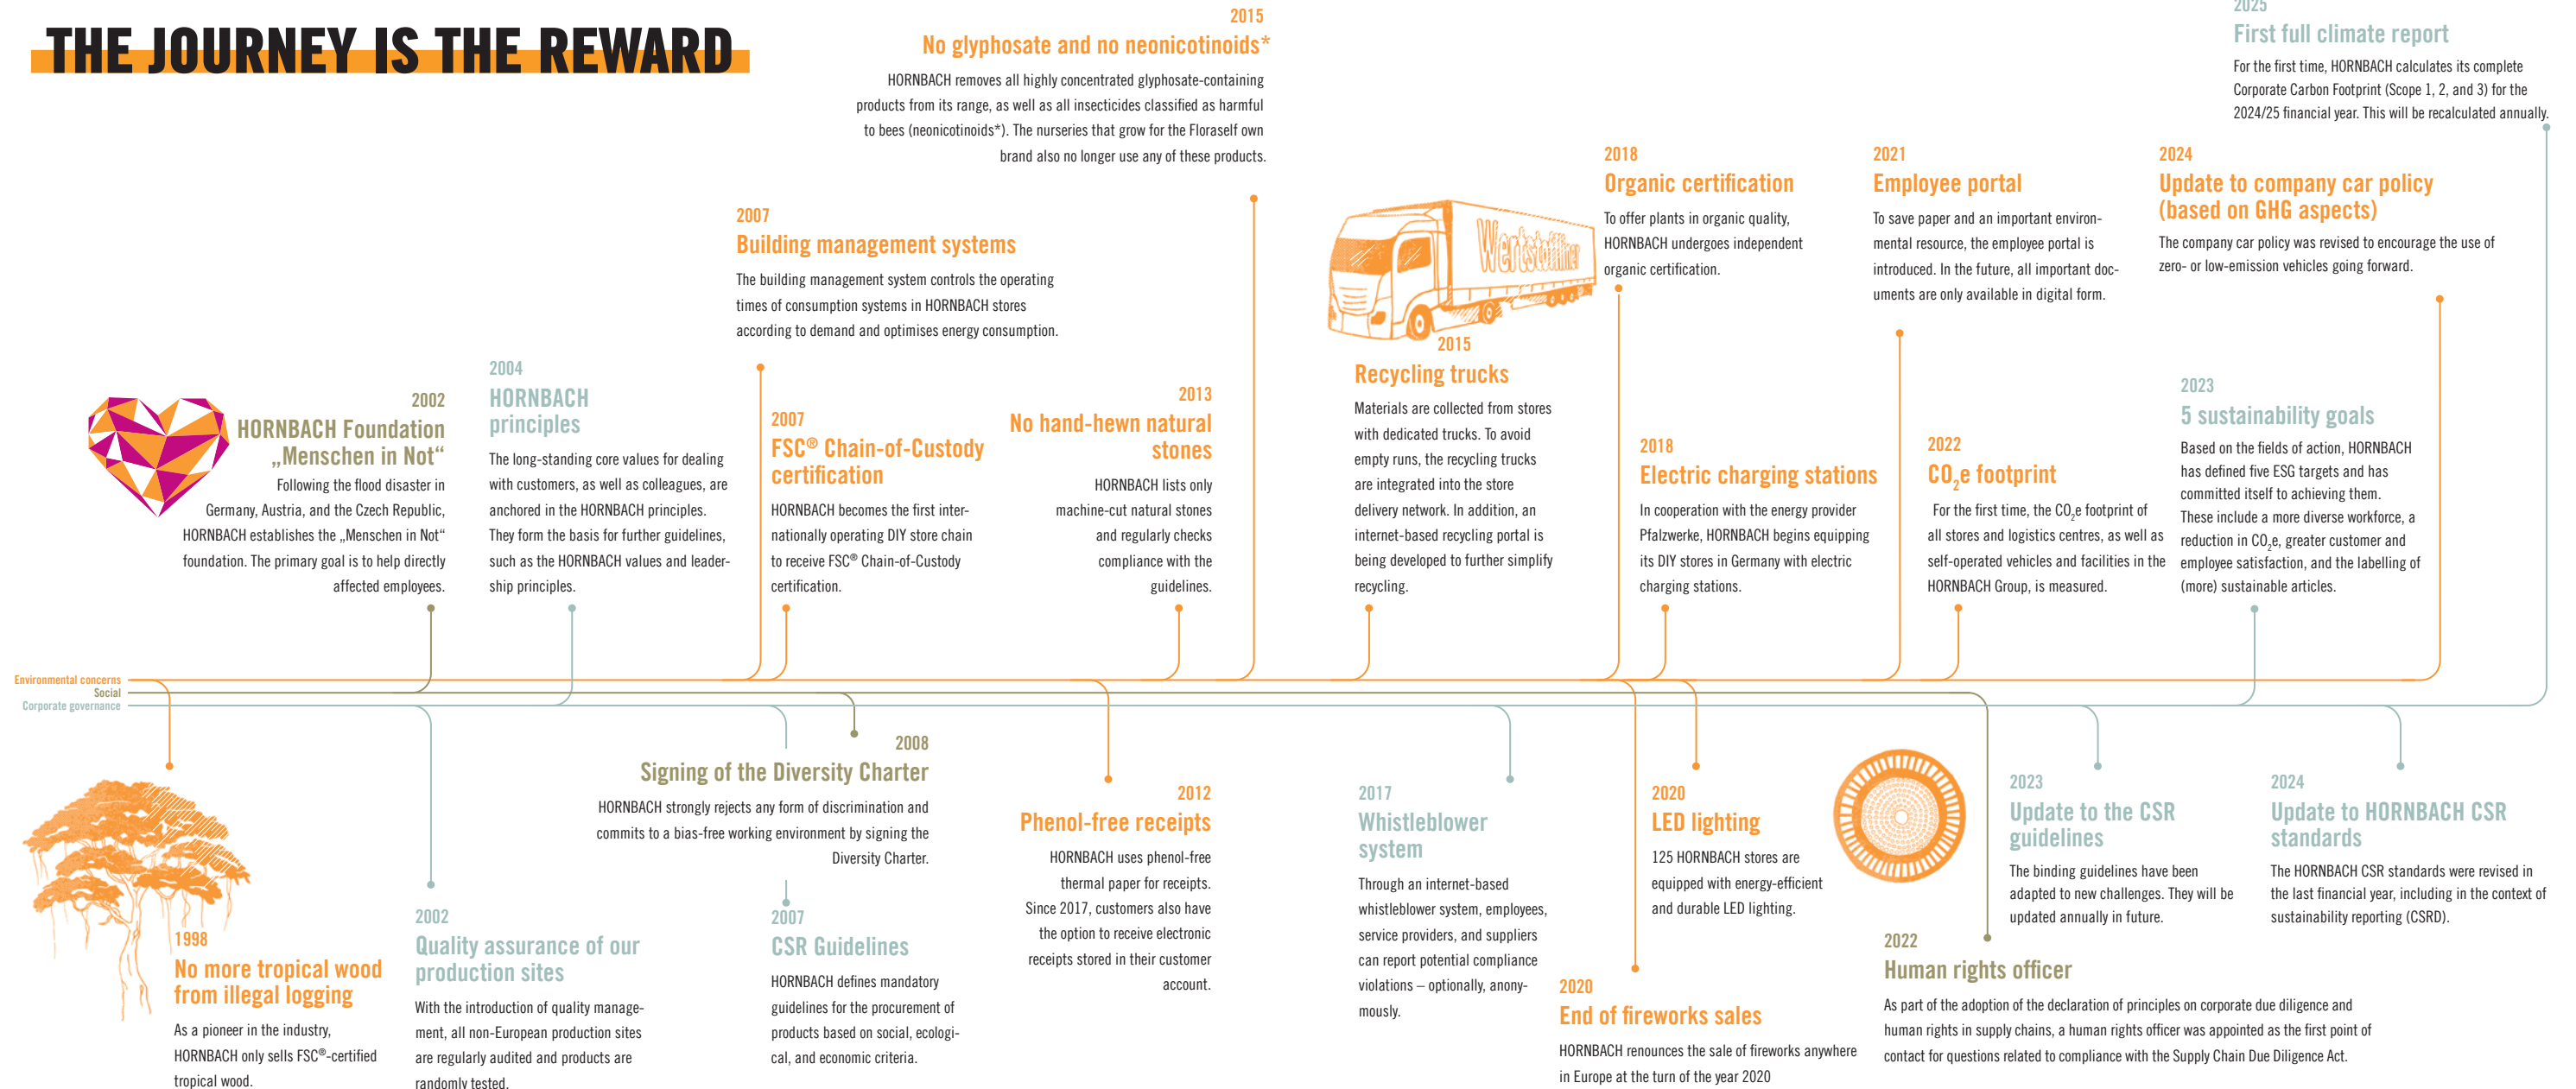 THE JOURNEY IS THE REWARD
2015
No glyphosate and no neonicotinoids*
HORNBACH removes all highly concentrated glyphosate-containing
products from its range, as well as all insecticides classified as harmful
to bees (neonicotinoids*). The nurseries that grow for the Floraself own
brand also no longer use any of these products.
2025
First full climate report
For the first time, HORNBACH calculates its complete
Corporate Carbon Footprint (Scope 1, 2, and 3) for the
2024/25 financial year. This will be recalculated annually.
2007
Building management systems
The building management system controls the operating
times of consumption systems in HORNBACH stores
according to demand and optimises energy consumption.
Wertstoffliner
2018
Organic certification
To offer plants in organic quality,
HORNBACH undergoes independent
organic certification.
2021
Employee portal
To save paper and an important environ-
mental resource, the employee portal is
introduced. In the future, all important doc-
uments are only available in digital form.
2024
Update to company car policy
(based on GHG aspects)
The company car policy was revised to encourage the use of
zero- or low-emission vehicles going forward.
2002
HORNBACH Foundation
„Menschen in Not“
Following the flood disaster in
Germany, Austria, and the Czech Republic,
HORNBACH establishes the „Menschen in Not“
foundation. The primary goal is to help directly
affected employees.
2004
HORNBACH
principles
The long-standing core values for dealing
with customers, as well as colleagues, are
anchored in the HORNBACH principles.
They form the basis for further guidelines,
such as the HORNBACH values and leader-
ship principles.
2007
FSC® Chain-of-Custody
certification
HORNBACH becomes the first inter-
nationally operating DIY store chain
to receive FSC® Chain-of-Custody
certification.
2013
No hand-hewn natural
stones
HORNBACH lists only
machine-cut natural stones
and regularly checks
compliance with the
guidelines.
2015
Recycling trucks
Materials are collected from stores
with dedicated trucks. To avoid
empty runs, the recycling trucks
are integrated into the store
delivery network. In addition, an
internet-based recycling portal is
being developed to further simplify
recycling.
2018
Electric charging stations
In cooperation with the energy provider
Pfalzwerke, HORNBACH begins equipping
its DIY stores in Germany with electric
charging stations.
2022
CO₂e footprint
For the first time, the CO₂e footprint of
all stores and logistics centres, as well as
self-operated vehicles and facilities in the
HORNBACH Group, is measured.
2023
5 sustainability goals
Based on the fields of action, HORNBACH
has defined five ESG targets and has
committed itself to achieving them.
These include a more diverse workforce, a
reduction in CO₂e, greater customer and
employee satisfaction, and the labelling of
(more) sustainable articles.
Environmental concerns
Social
Corporate governance
1998
No more tropical wood
from illegal logging
As a pioneer in the industry,
HORNBACH only sells FSC®-certified
tropical wood.
2002
Quality assurance of our
production sites
With the introduction of quality manage-
ment, all non-European production sites
are regularly audited and products are
randomly tested.
2008
Signing of the Diversity Charter
HORNBACH strongly rejects any form of discrimination and
commits to a bias-free working environment by signing the
Diversity Charter.
2007
CSR Guidelines
HORNBACH defines mandatory
guidelines for the procurement of
products based on social, ecologi-
cal, and economic criteria.
2012
Phenol-free receipts
HORNBACH uses phenol-free
thermal paper for receipts.
Since 2017, customers also have
the option to receive electronic
receipts stored in their customer
account.
2017
Whistleblower
system
Through an internet-based
whistleblower system, employees,
service providers, and suppliers
can report potential compliance
violations – optionally, anony-
mously.
2020
LED lighting
125 HORNBACH stores are
equipped with energy-efficient
and durable LED lighting.
2020
End of fireworks sales
HORNBACH renounces the sale of fireworks anywhere
in Europe at the turn of the year 2020
2022
Human rights officer
As part of the adoption of the declaration of principles on corporate due diligence and
human rights in supply chains, a human rights officer was appointed as the first point of
contact for questions related to compliance with the Supply Chain Due Diligence Act.
2023
Update to the CSR
guidelines
The binding guidelines have been
adapted to new challenges. They will be
updated annually in future.
2024
Update to HORNBACH CSR
standards
The HORNBACH CSR standards were revised in
the last financial year, including in the context of
sustainability reporting (CSRD).